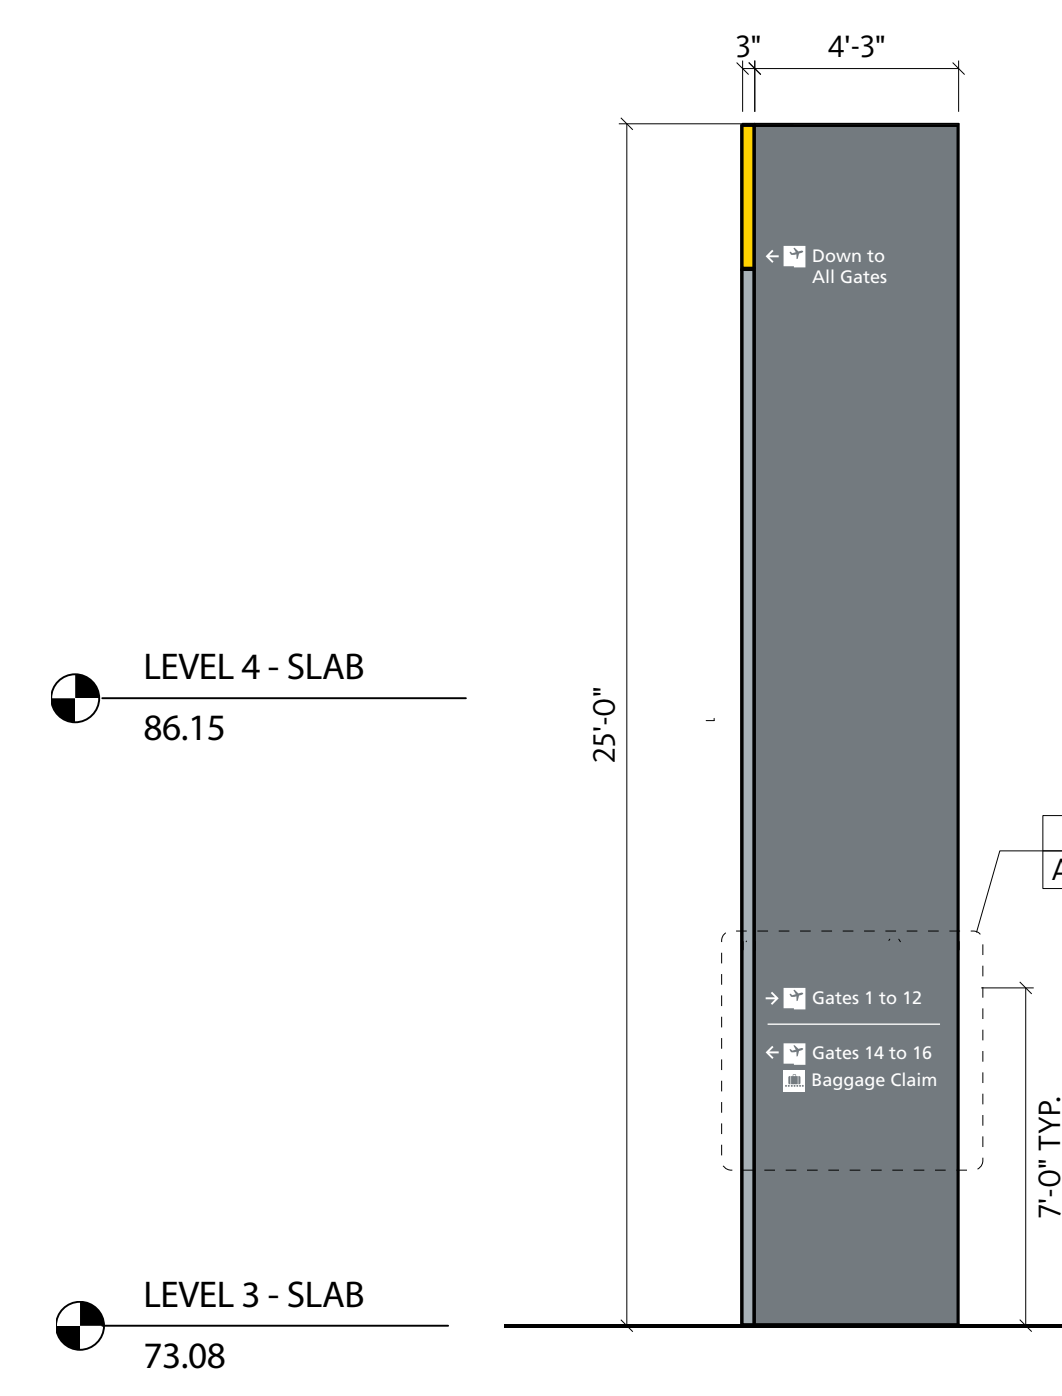 3" 4'-3"
Down to
All Gates
LEVEL 4 - SLAB
86.15
25'-0"
A
Gates 1 to 12
Gates 14 to 16
Baggage Claim
7'-0" TYP.
LEVEL 3 - SLAB
73.08